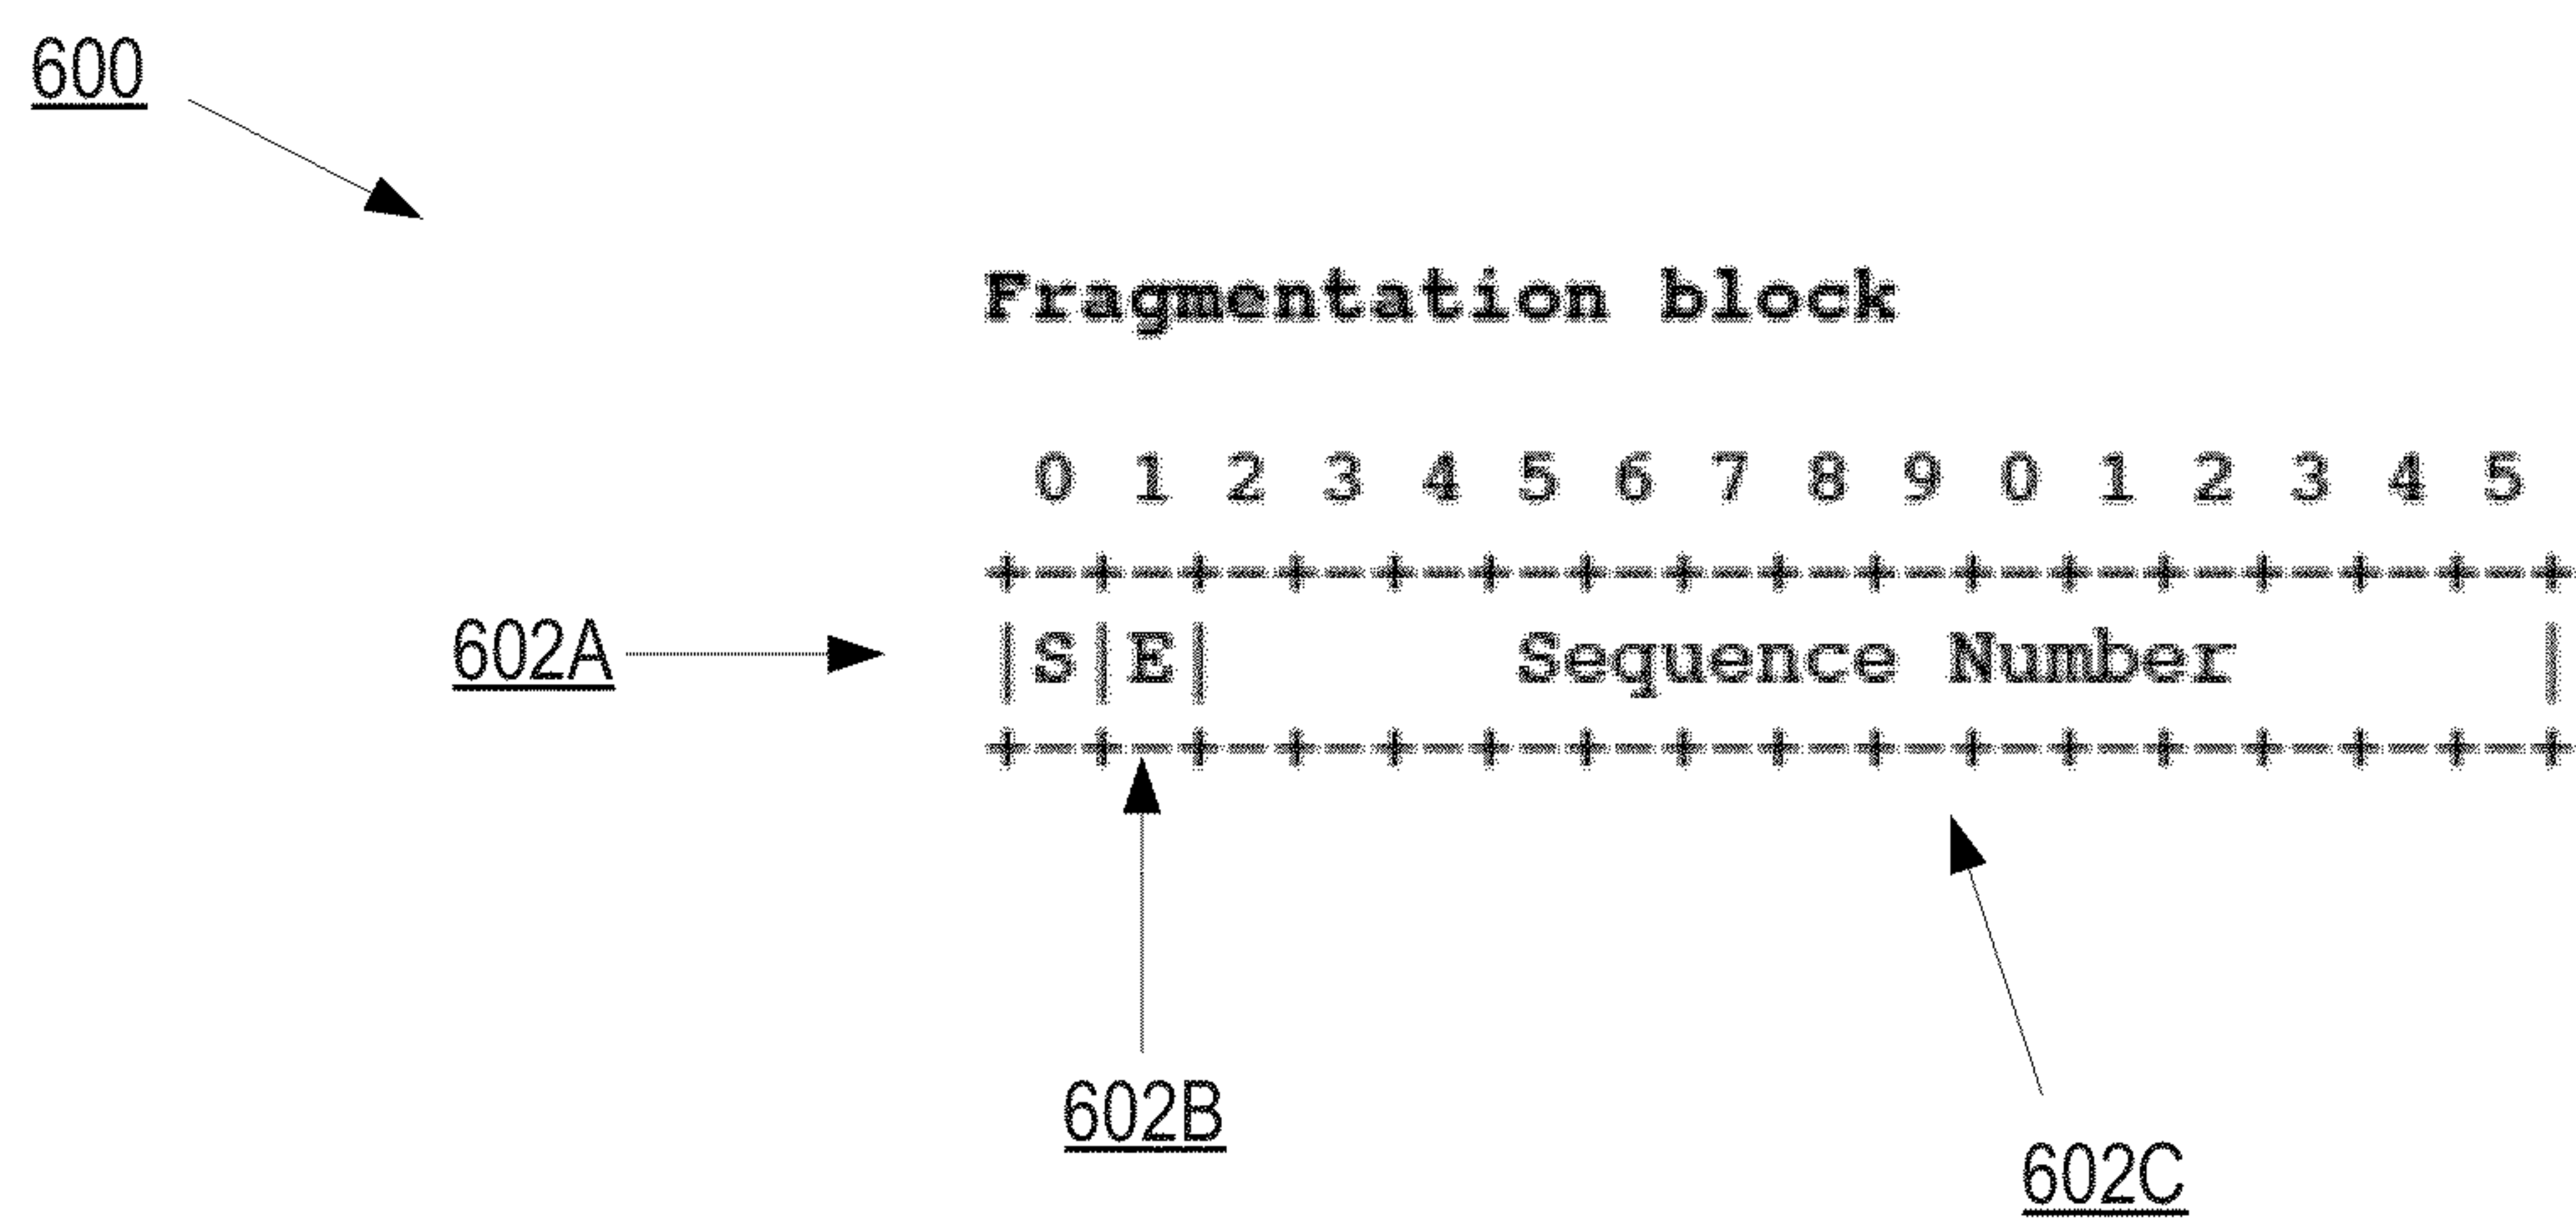 600
Fragmentation block
0 1 2 3 4 5 6 7 8 9 0 1 2 3 4 5
+-+-+-+-+-+-+-+-+-+-+-+-+-+-+-+-+
602A |S|E| Sequence Number |
+-+-+-+-+-+-+-+-+-+-+-+-+-+-+-+-+
602B
602C